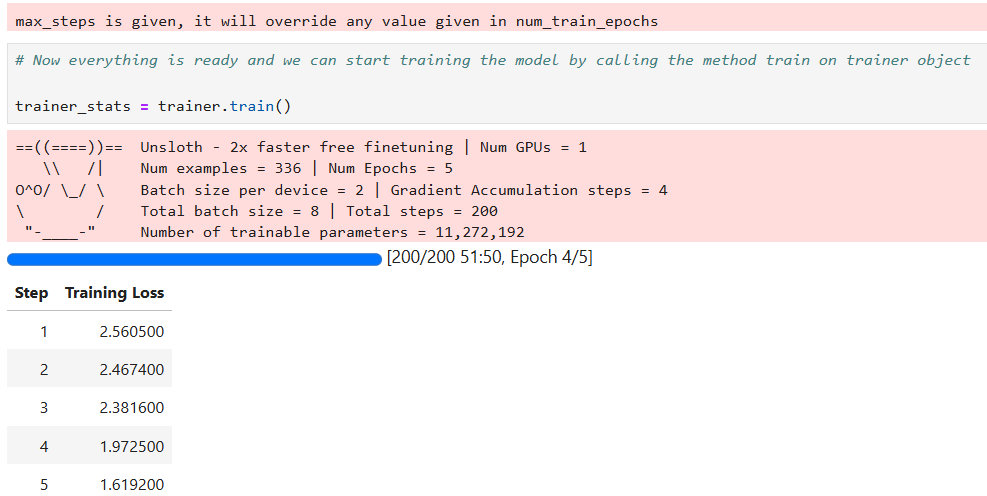 max_steps is given, it will override any value given in num_train_epochs
# Now everything is ready and we can start training the model by calling the method train on trainer object
trainer_stats = trainer.train()
==((====))==  Unsloth - 2x faster free finetuning | Num GPUs = 1
   \\   /|    Num examples = 336 | Num Epochs = 5
O^O/ \_/ \    Batch size per device = 2 | Gradient Accumulation steps = 4
\        /    Total batch size = 8 | Total steps = 200
 "-____-"     Number of trainable parameters = 11,272,192
[200/200 51:50, Epoch 4/5]
Step Training Loss
1 2.560500
2 2.467400
3 2.381600
4 1.972500
5 1.619200